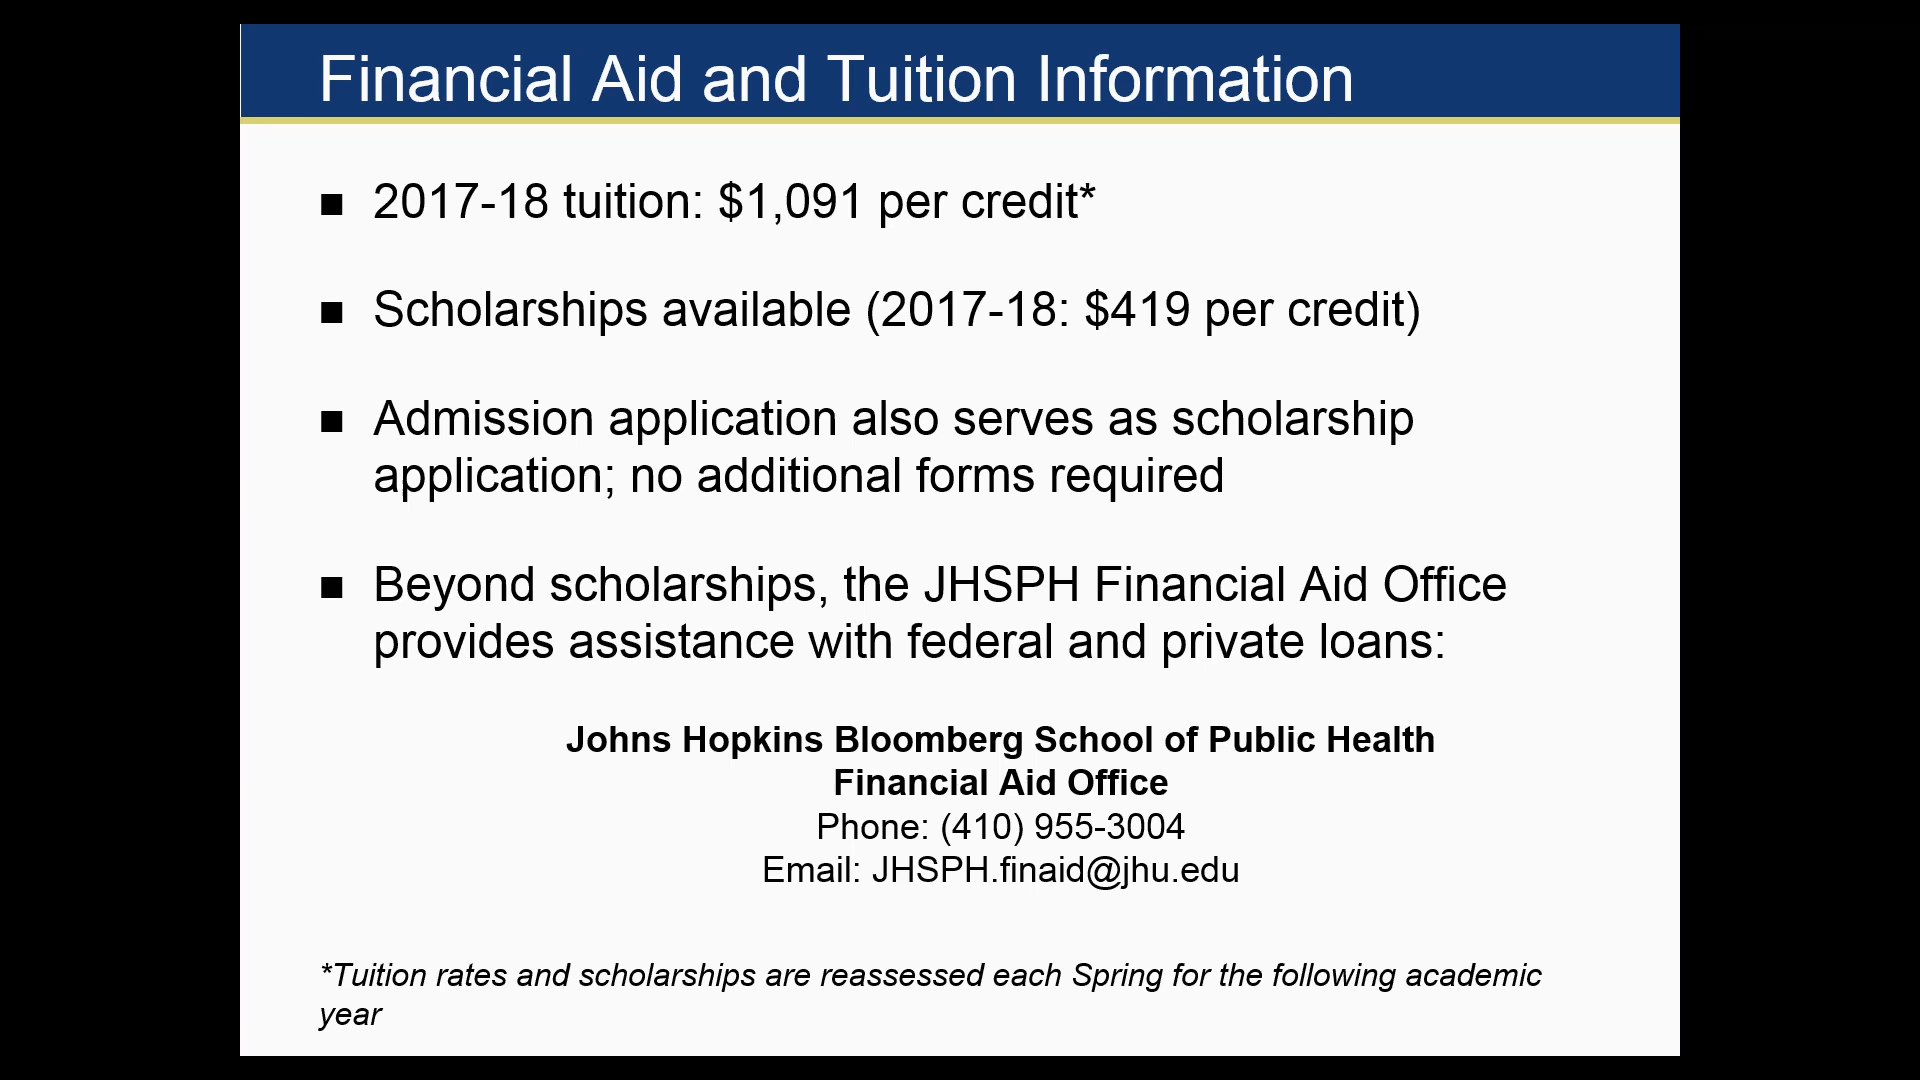 Financial Aid and Tuition Information
■ 2017-18 tuition: $1,091 per credit*
■ Scholarships available (2017-18: $419 per credit)
■ Admission application also serves as scholarship
application; no additional forms required
■ Beyond scholarships, the JHSPH Financial Aid Office
provides assistance with federal and private loans:
Johns Hopkins Bloomberg School of Public Health
Financial Aid Office
Phone: (410) 955-3004
Email: JHSPH.finaid@jhu.edu
*Tuition rates and scholarships are reassessed each Spring for the following academic
year